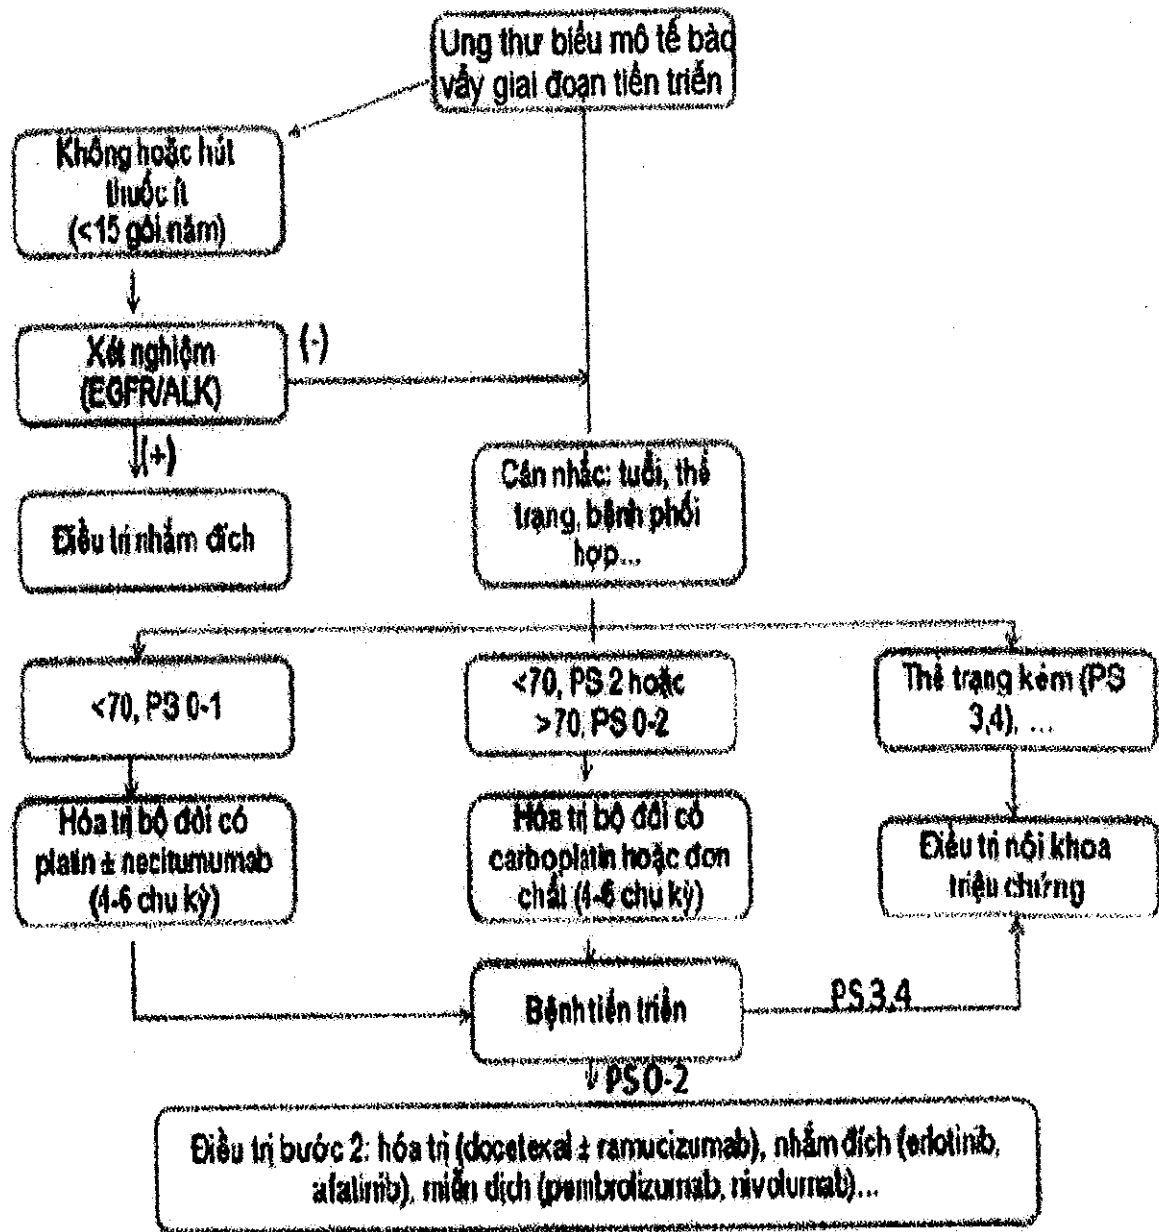 Ung thư biểu mô tế bào
vẩy giai đoạn tiến triển
Không hoặc hút
thuốc ít
(<15 gói.năm)
Xét nghiệm
(EGFR/ALK)
(-)
(+)
Điều trị nhắm đích
Cân nhắc: tuổi, thể
trạng, bệnh phối
hợp...
<70, PS 0-1
<70, PS 2 hoặc
>70, PS 0-2
Thể trạng kém (PS
3,4), ...
Hóa trị bộ đôi có
platin ± necitumumab
(4-6 chu kỳ)
Hóa trị bộ đôi có
carboplatin hoặc đơn
chất (4-6 chu kỳ)
Điều trị nội khoa
triệu chứng
Bệnh tiến triển
PS 3,4
PS 0-2
Điều trị bước 2: hóa trị (docetexal ± ramucizumab), nhắm đích (erlotinib,
afatinib), miễn dịch (pembrolizumab, nivolumab)...